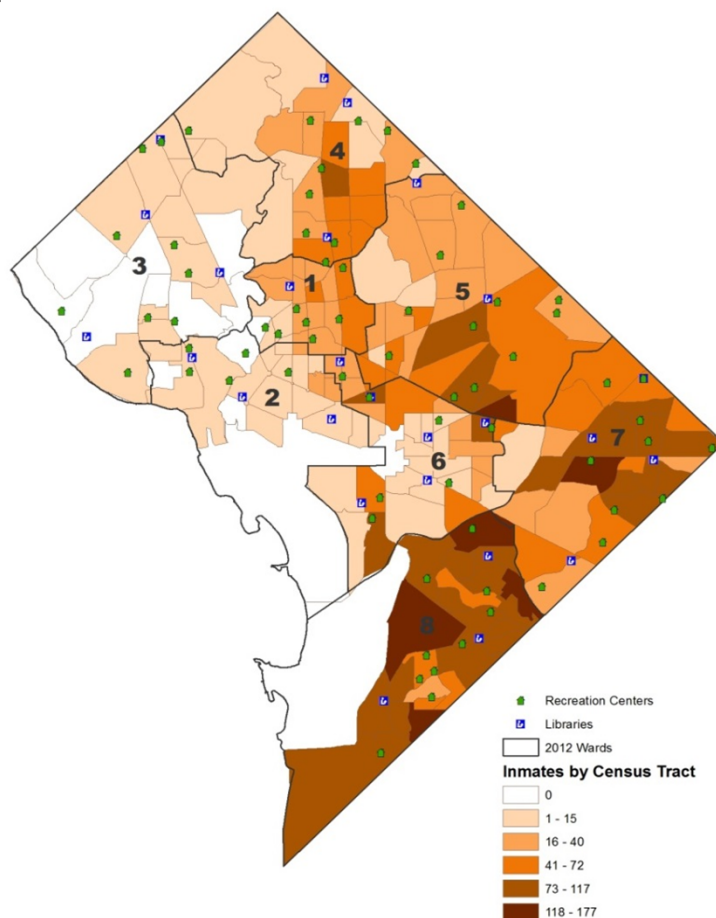 4
3
1
5
2
7
6
8
Recreation Centers
Libraries
2012 Wards
Inmates by Census Tract
0
1 - 15
16 - 40
41 - 72
73 - 117
118 - 177